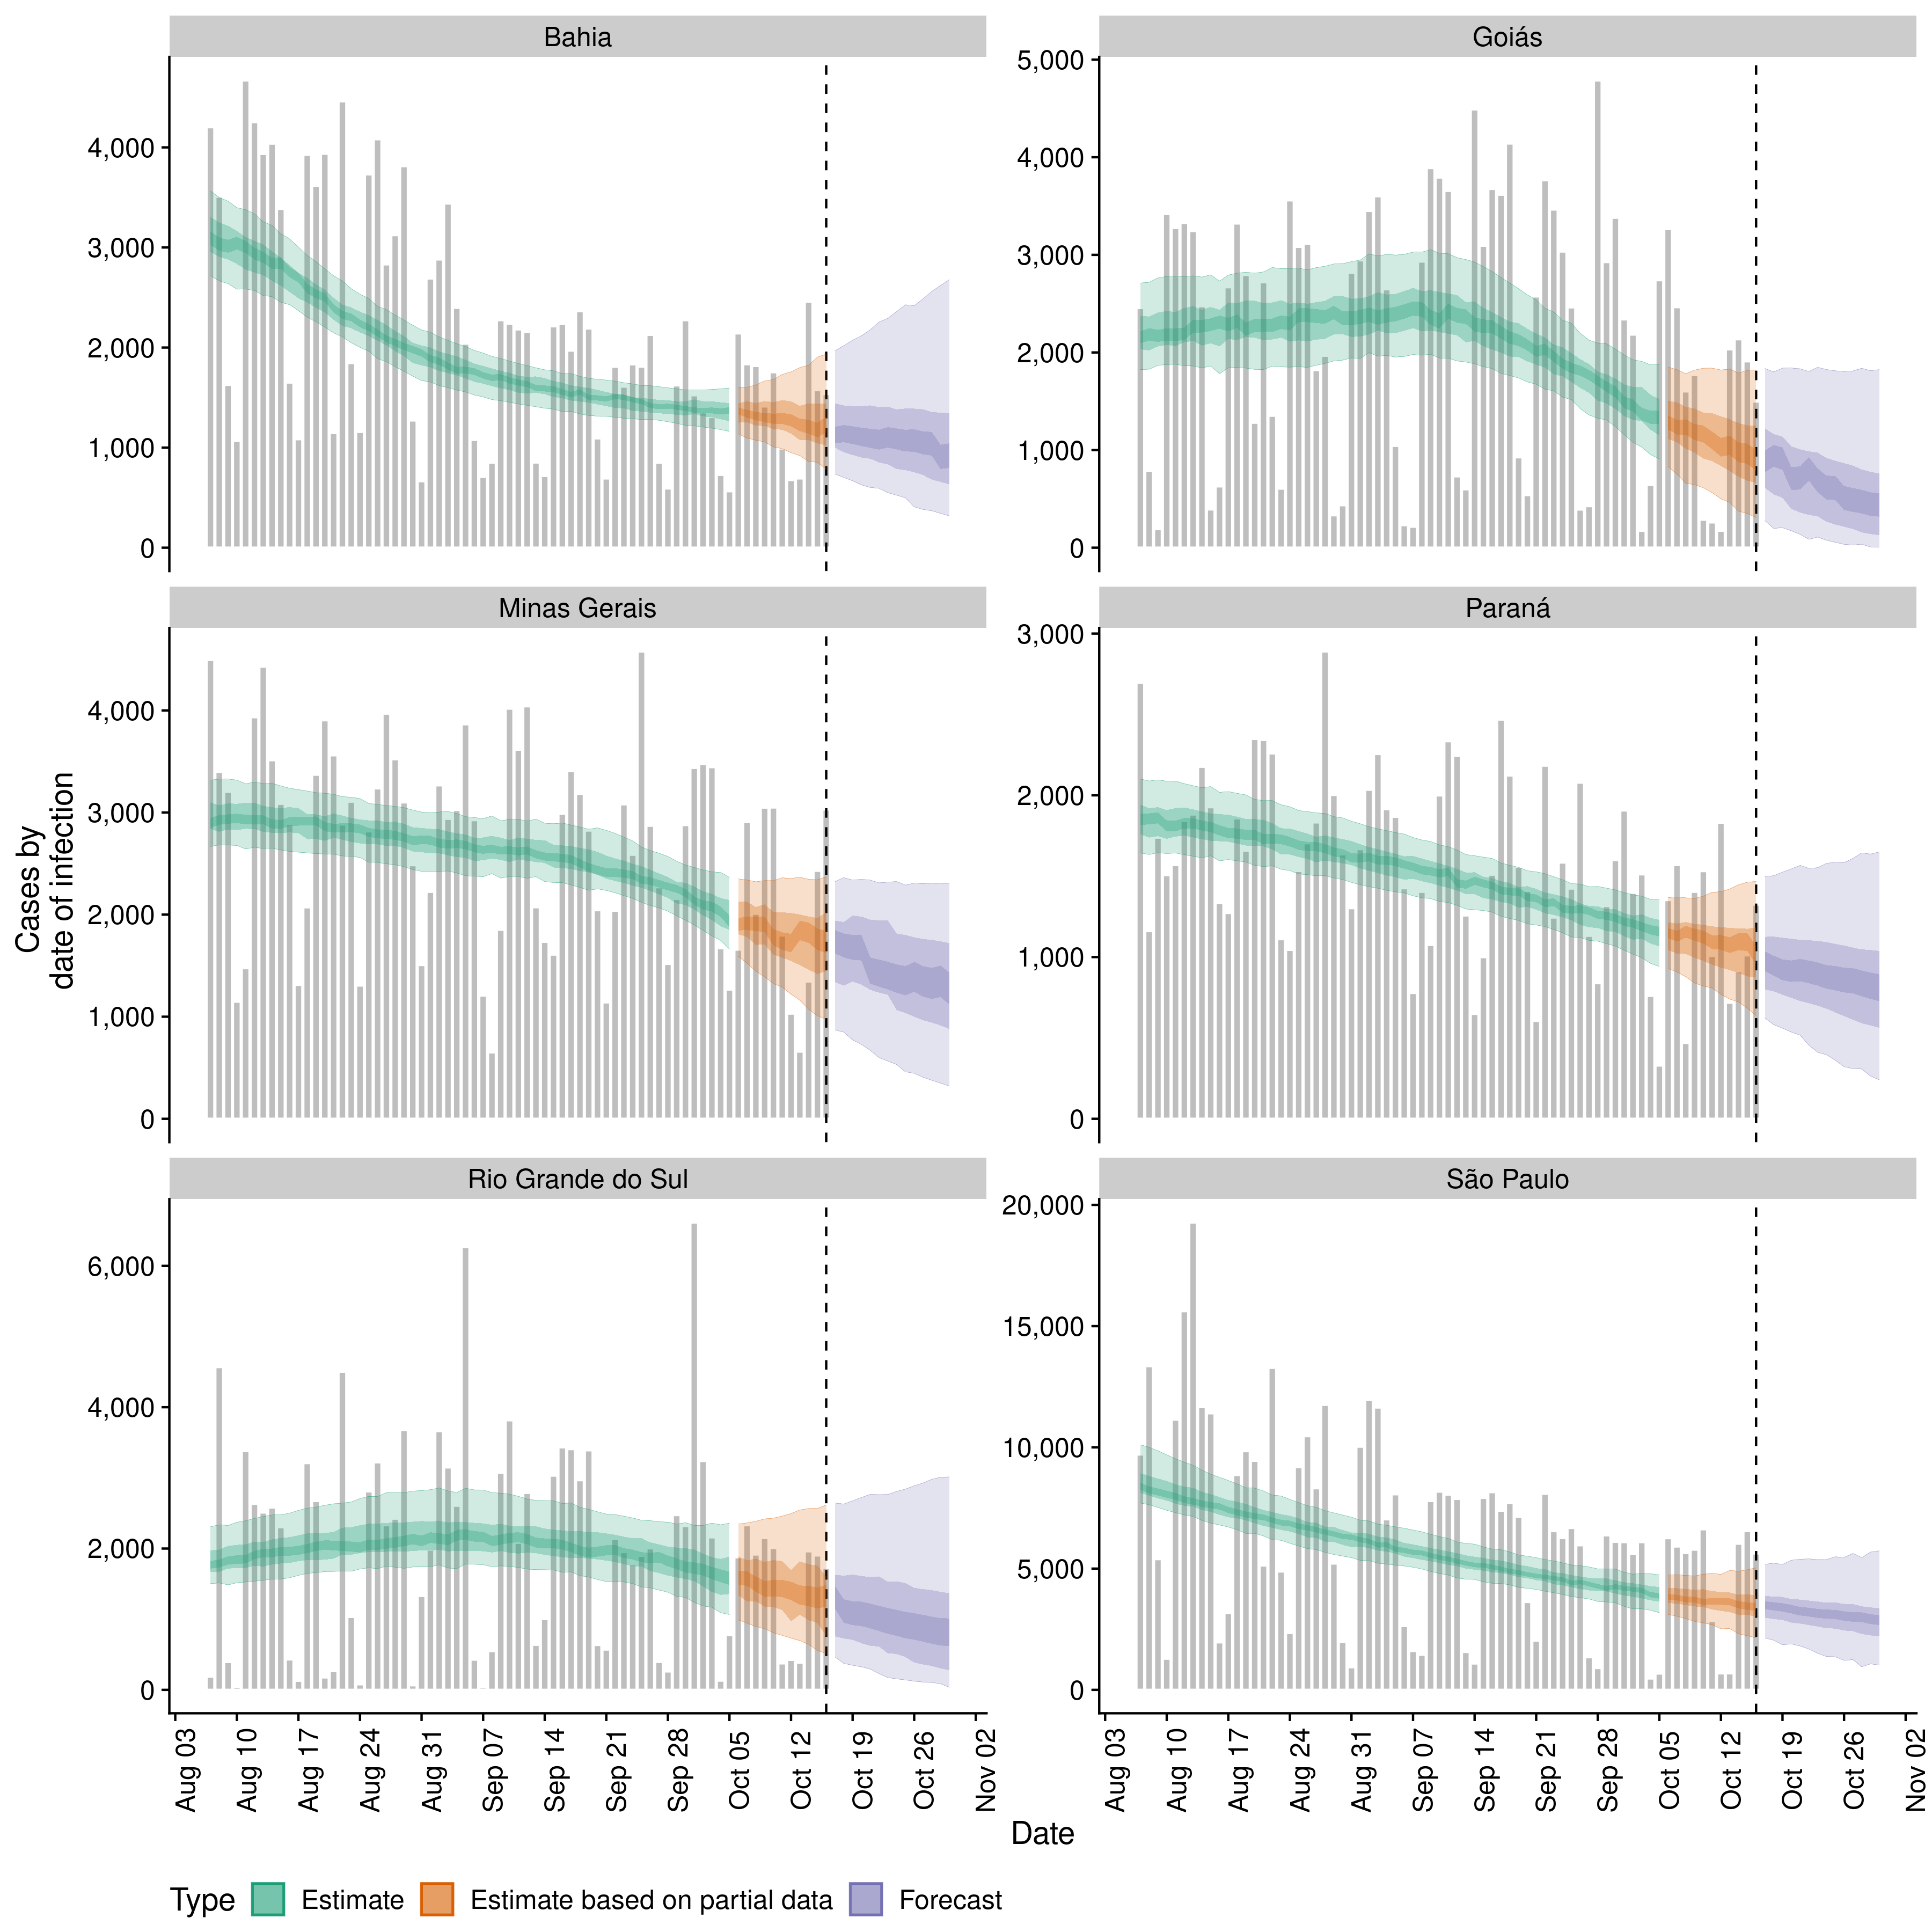 Bahia
Goiás
4,000
3,000
2,000
1,000
0
5,000
4,000
3,000
2,000
1,000
0
Minas Gerais
Paraná
4,000
3,000
2,000
1,000
0
3,000
2,000
1,000
0
Cases by
date of infection
Rio Grande do Sul
São Paulo
6,000
4,000
2,000
0
20,000
15,000
10,000
5,000
0
Aug 03
Aug 10
Aug 17
Aug 24
Aug 31
Sep 07
Sep 14
Sep 21
Sep 28
Oct 05
Oct 12
Oct 19
Oct 26
Nov 02
Aug 03
Aug 10
Aug 17
Aug 24
Aug 31
Sep 07
Sep 14
Sep 21
Sep 28
Oct 05
Oct 12
Oct 19
Oct 26
Nov 02
Date
Type Estimate Estimate based on partial data Forecast